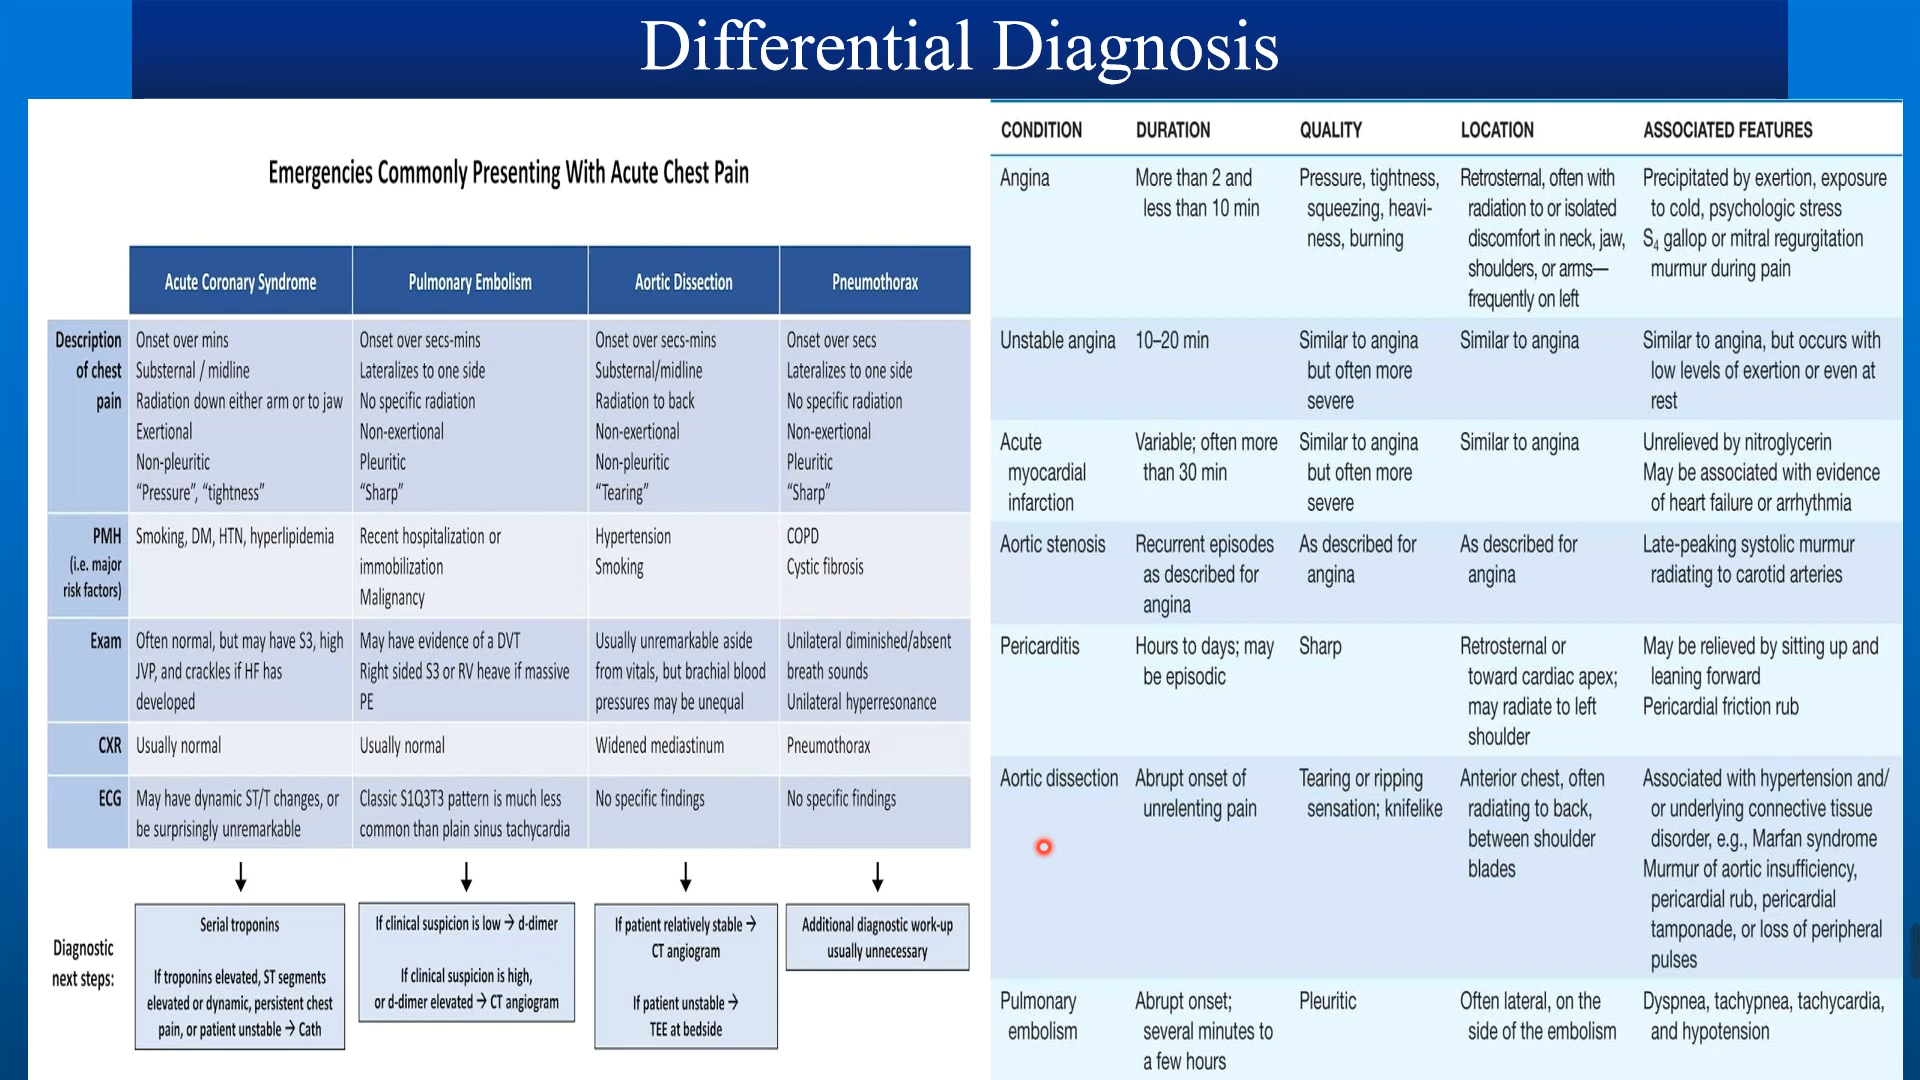 Differential Diagnosis
Emergencies Commonly Presenting With Acute Chest Pain
Acute Coronary Syndrome
Pulmonary Embolism
Aortic Dissection
Pneumothorax
Description
of chest
pain
Onset over mins
Substernal / midline
Radiation down either arm or to jaw
Exertional
Non-pleuritic
“Pressure”, “tightness”
Onset over secs-mins
Lateralizes to one side
No specific radiation
Non-exertional
Pleuritic
“Sharp”
Onset over secs-mins
Substernal/midline
Radiation to back
Non-exertional
Non-pleuritic
“Tearing”
Onset over secs
Lateralizes to one side
No specific radiation
Non-exertional
Pleuritic
“Sharp”
PMH
(i.e. major
risk factors)
Smoking, DM, HTN, hyperlipidemia
Recent hospitalization or
immobilization
Malignancy
Hypertension
Smoking
COPD
Cystic fibrosis
Exam
Often normal, but may have S3, high
JVP, and crackles if HF has
developed
May have evidence of a DVT
Right sided S3 or RV heave if massive
PE
Usually unremarkable aside
from vitals, but brachial blood
pressures may be unequal
Unilateral diminished/absent
breath sounds
Unilateral hyperresonance
CXR
Usually normal
Usually normal
Widened mediastinum
Pneumothorax
ECG
May have dynamic ST/T changes, or
be surprisingly unremarkable
Classic S1Q3T3 pattern is much less
common than plain sinus tachycardia
No specific findings
No specific findings
Diagnostic
next steps:
Serial troponins
If troponins elevated, ST segments
elevated or dynamic, persistent chest
pain, or patient unstable → Cath
If clinical suspicion is low → d-dimer
If clinical suspicion is high,
or d-dimer elevated → CT angiogram
If patient relatively stable →
CT angiogram
If patient unstable →
TEE at bedside
Additional diagnostic work-up
usually unnecessary
CONDITION
DURATION
QUALITY
LOCATION
ASSOCIATED FEATURES
Angina
More than 2 and
less than 10 min
Pressure, tightness,
squeezing, heavi-
ness, burning
Retrosternal, often with
radiation to or isolated
discomfort in neck, jaw,
shoulders, or arms—
frequently on left
Precipitated by exertion, exposure
to cold, psychologic stress
S₄ gallop or mitral regurgitation
murmur during pain
Unstable angina
10–20 min
Similar to angina
but often more
severe
Similar to angina
Similar to angina, but occurs with
low levels of exertion or even at
rest
Acute
myocardial
infarction
Variable; often more
than 30 min
Similar to angina
but often more
severe
Similar to angina
Unrelieved by nitroglycerin
May be associated with evidence
of heart failure or arrhythmia
Aortic stenosis
Recurrent episodes
as described for
angina
As described for
angina
As described for
angina
Late-peaking systolic murmur
radiating to carotid arteries
Pericarditis
Hours to days; may
be episodic
Sharp
Retrosternal or
toward cardiac apex;
may radiate to left
shoulder
May be relieved by sitting up and
leaning forward
Pericardial friction rub
Aortic dissection
Abrupt onset of
unrelenting pain
Tearing or ripping
sensation; knifelike
Anterior chest, often
radiating to back,
between shoulder
blades
Associated with hypertension and/
or underlying connective tissue
disorder, e.g., Marfan syndrome
Murmur of aortic insufficiency,
pericardial rub, pericardial
tamponade, or loss of peripheral
pulses
Pulmonary
embolism
Abrupt onset;
several minutes to
a few hours
Pleuritic
Often lateral, on the
side of the embolism
Dyspnea, tachypnea, tachycardia,
and hypotension